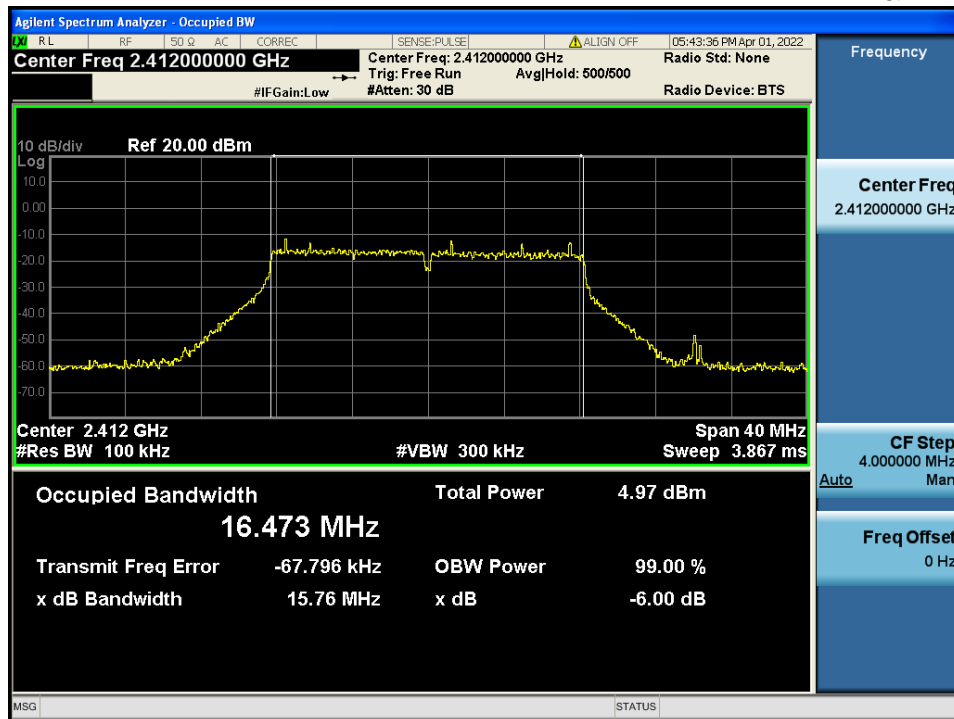 Agilent Spectrum Analyzer - Occupied BW
LXI RL RF 50 Ω AC CORREC SENSE:PULSE ALIGN OFF 05:43:36 PM Apr 01, 2022
Center Freq 2.412000000 GHz Center Freq: 2.412000000 GHz Radio Std: None Frequency
Trig: Free Run Avg|Hold: 500/500
#IFGain:Low #Atten: 30 dB Radio Device: BTS
10 dB/div Ref 20.00 dBm
Log
10.0
0.00
-10.0
-20.0
-30.0
-40.0
-50.0
-60.0
-70.0
Center Freq
2.412000000 GHz
Center 2.412 GHz Span 40 MHz
#Res BW 100 kHz #VBW 300 kHz Sweep 3.867 ms
CF Step
4.000000 MHz
Auto Man
Occupied Bandwidth Total Power 4.97 dBm
16.473 MHz
Freq Offset
0 Hz
Transmit Freq Error -67.796 kHz OBW Power 99.00 %
x dB Bandwidth 15.76 MHz x dB -6.00 dB
MSG STATUS